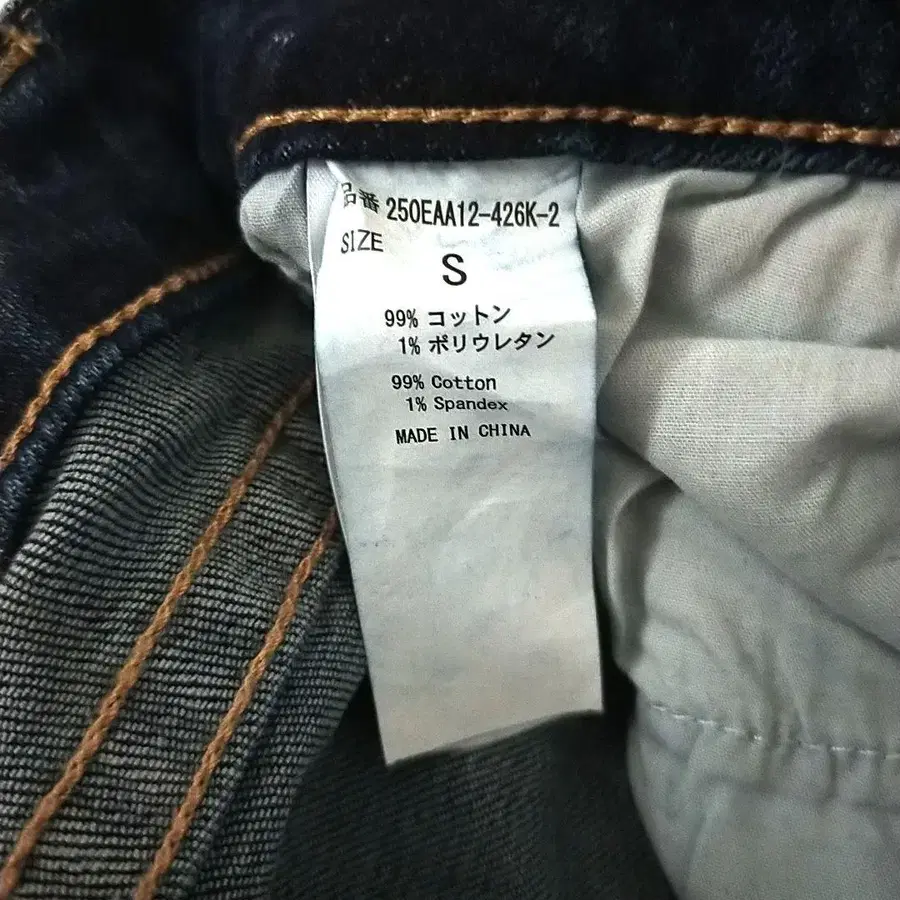 品番 250EAA12-426K-2
SIZE
S
99% コットン
1% ポリウレタン
99% Cotton
1% Spandex
MADE IN CHINA